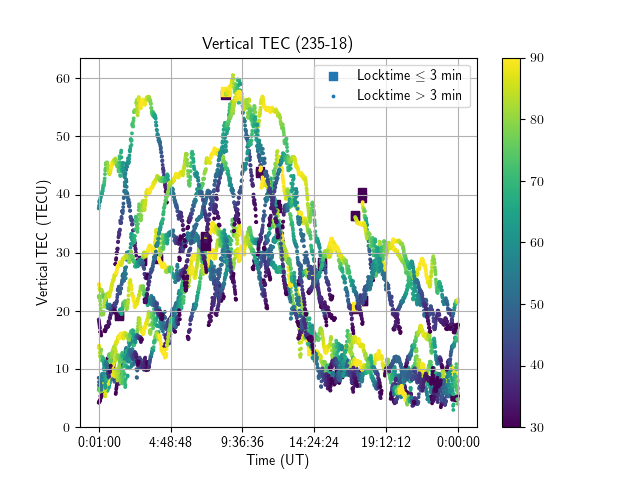 Vertical TEC (235-18)
Locktime ≤ 3 min
Locktime > 3 min
Vertical TEC (TECU)
60
50
40
30
20
10
0
0:01:00 4:48:48 9:36:36 14:24:24 19:12:12 0:00:00
Time (UT)
90
80
70
60
50
40
30